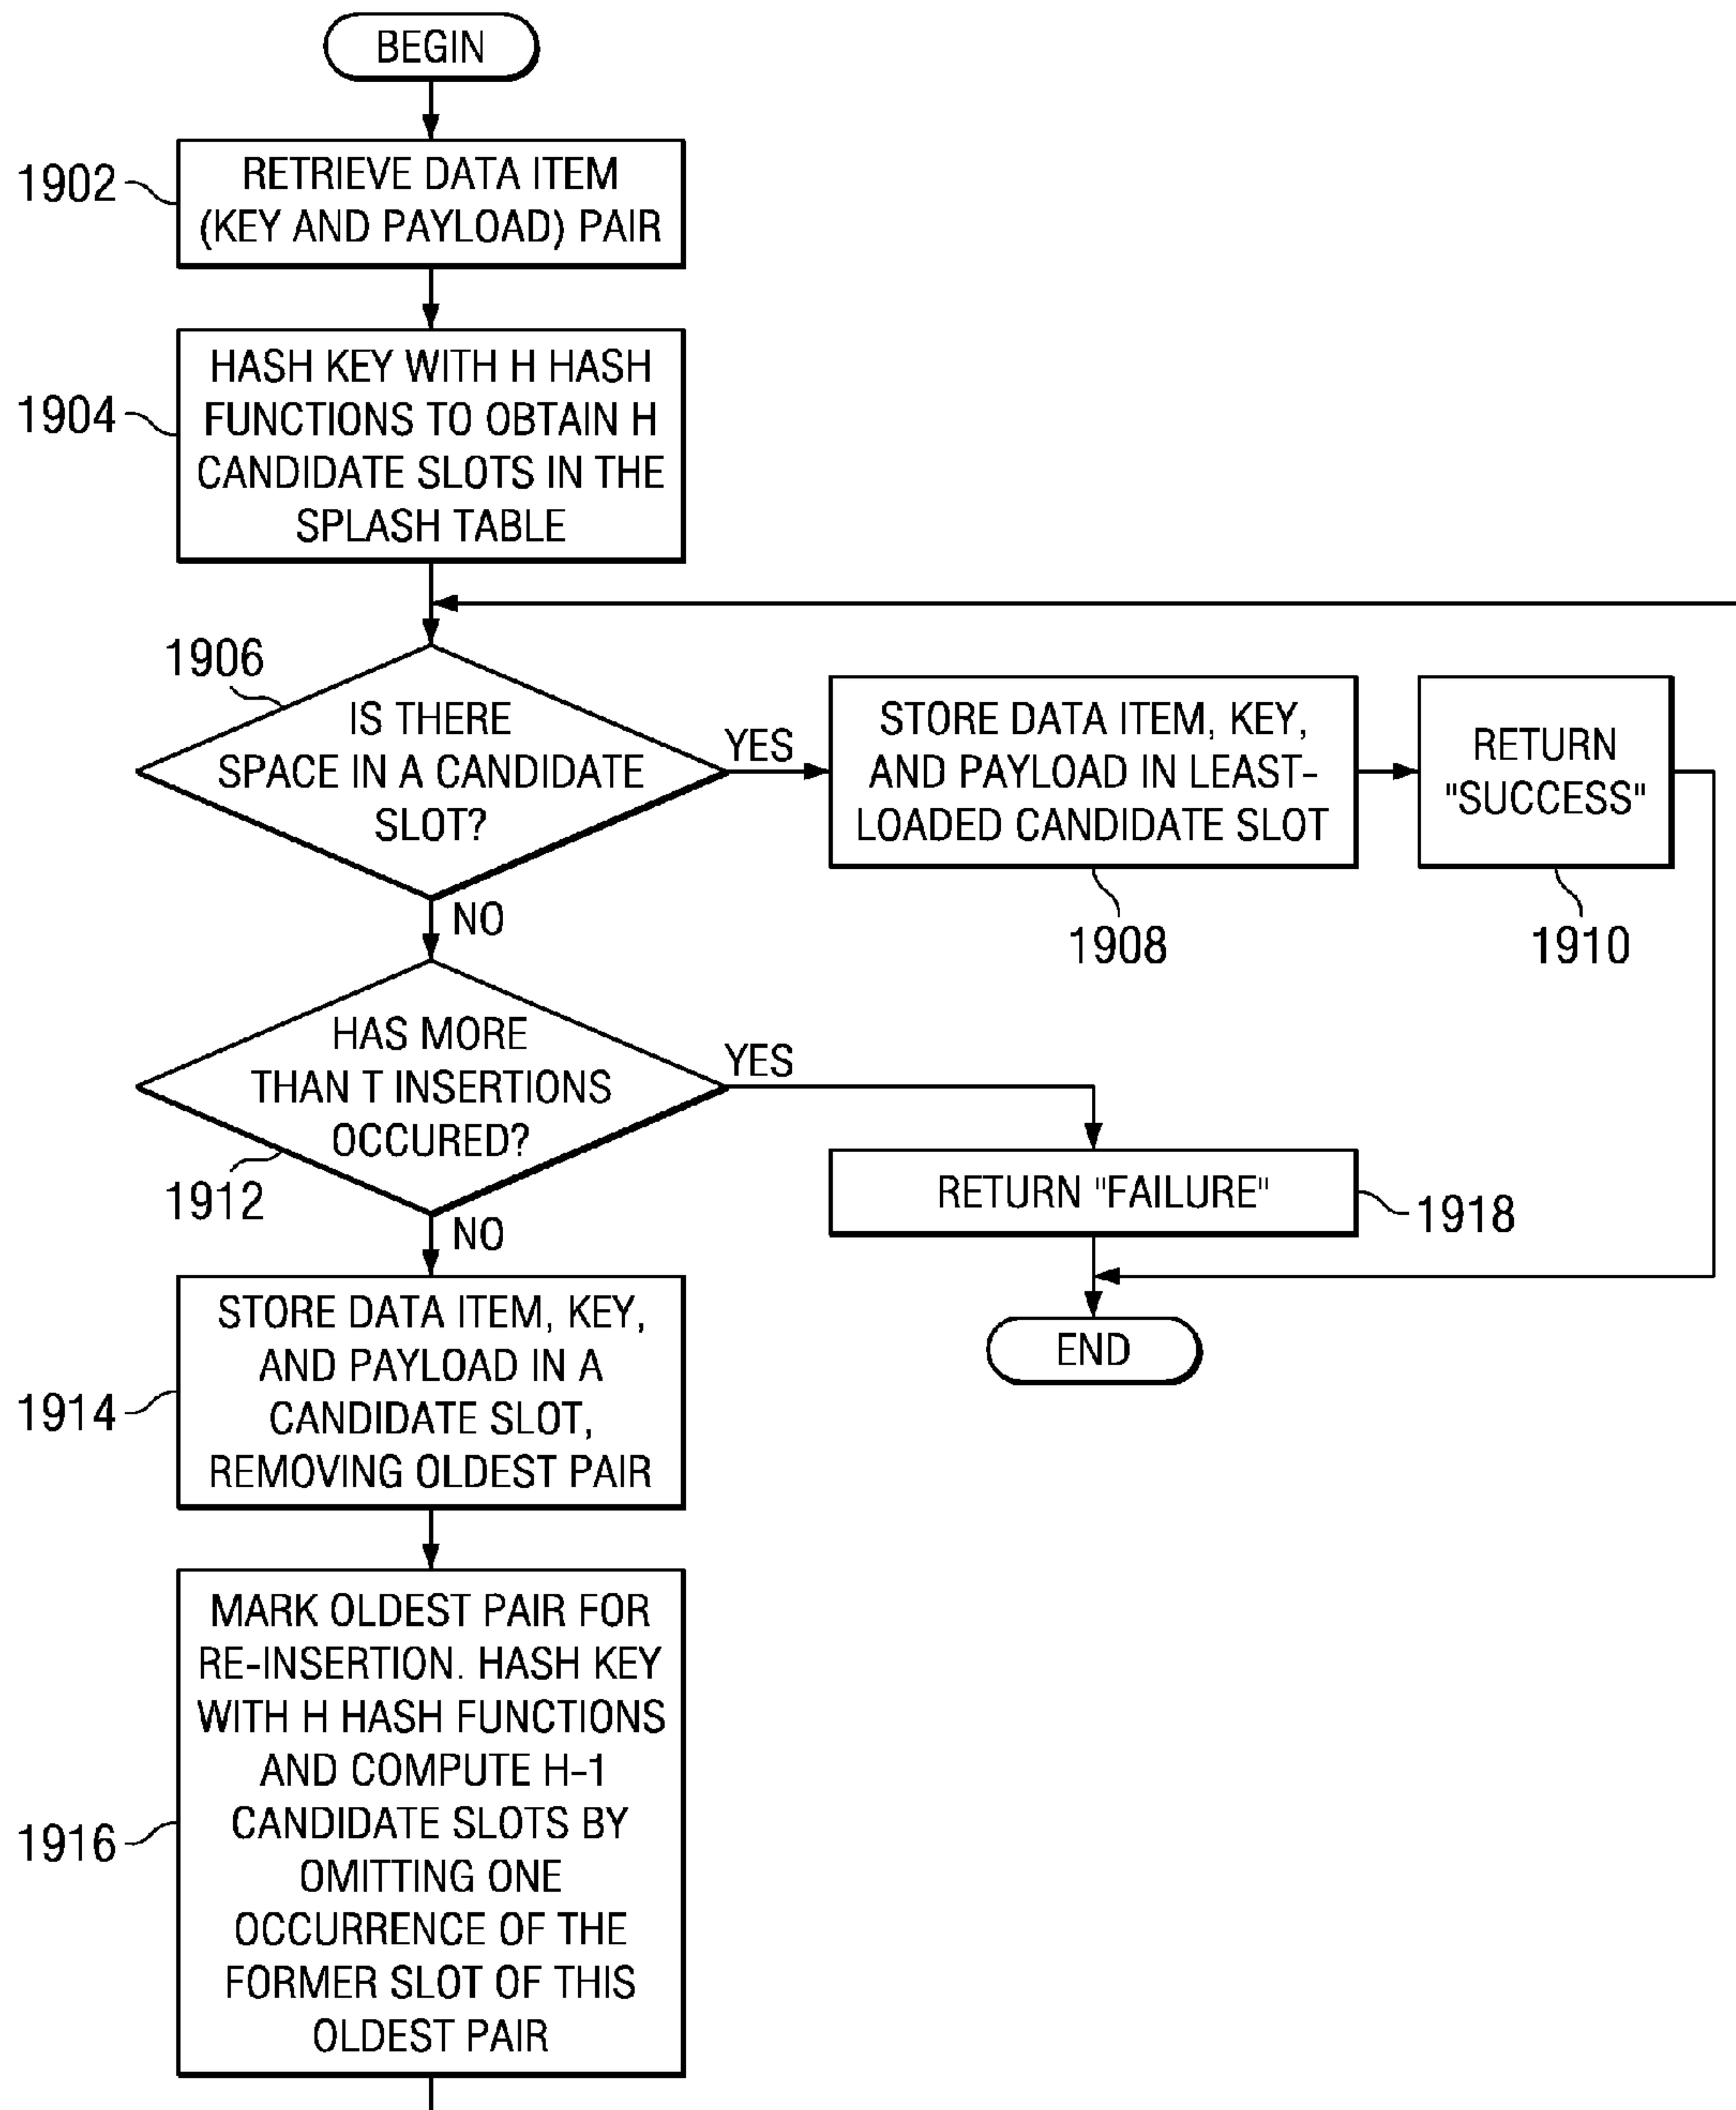 BEGIN
1902
RETRIEVE DATA ITEM
(KEY AND PAYLOAD) PAIR
1904
HASH KEY WITH H HASH
FUNCTIONS TO OBTAIN H
CANDIDATE SLOTS IN THE
SPLASH TABLE
1906
IS THERE
SPACE IN A CANDIDATE
SLOT?
YES
STORE DATA ITEM, KEY,
AND PAYLOAD IN LEAST-
LOADED CANDIDATE SLOT
1908
RETURN
"SUCCESS"
1910
NO
HAS MORE
THAN T INSERTIONS
OCCURED?
1912
YES
RETURN "FAILURE"
1918
END
NO
1914
STORE DATA ITEM, KEY,
AND PAYLOAD IN A
CANDIDATE SLOT,
REMOVING OLDEST PAIR
1916
MARK OLDEST PAIR FOR
RE-INSERTION. HASH KEY
WITH H HASH FUNCTIONS
AND COMPUTE H-1
CANDIDATE SLOTS BY
OMITTING ONE
OCCURRENCE OF THE
FORMER SLOT OF THIS
OLDEST PAIR